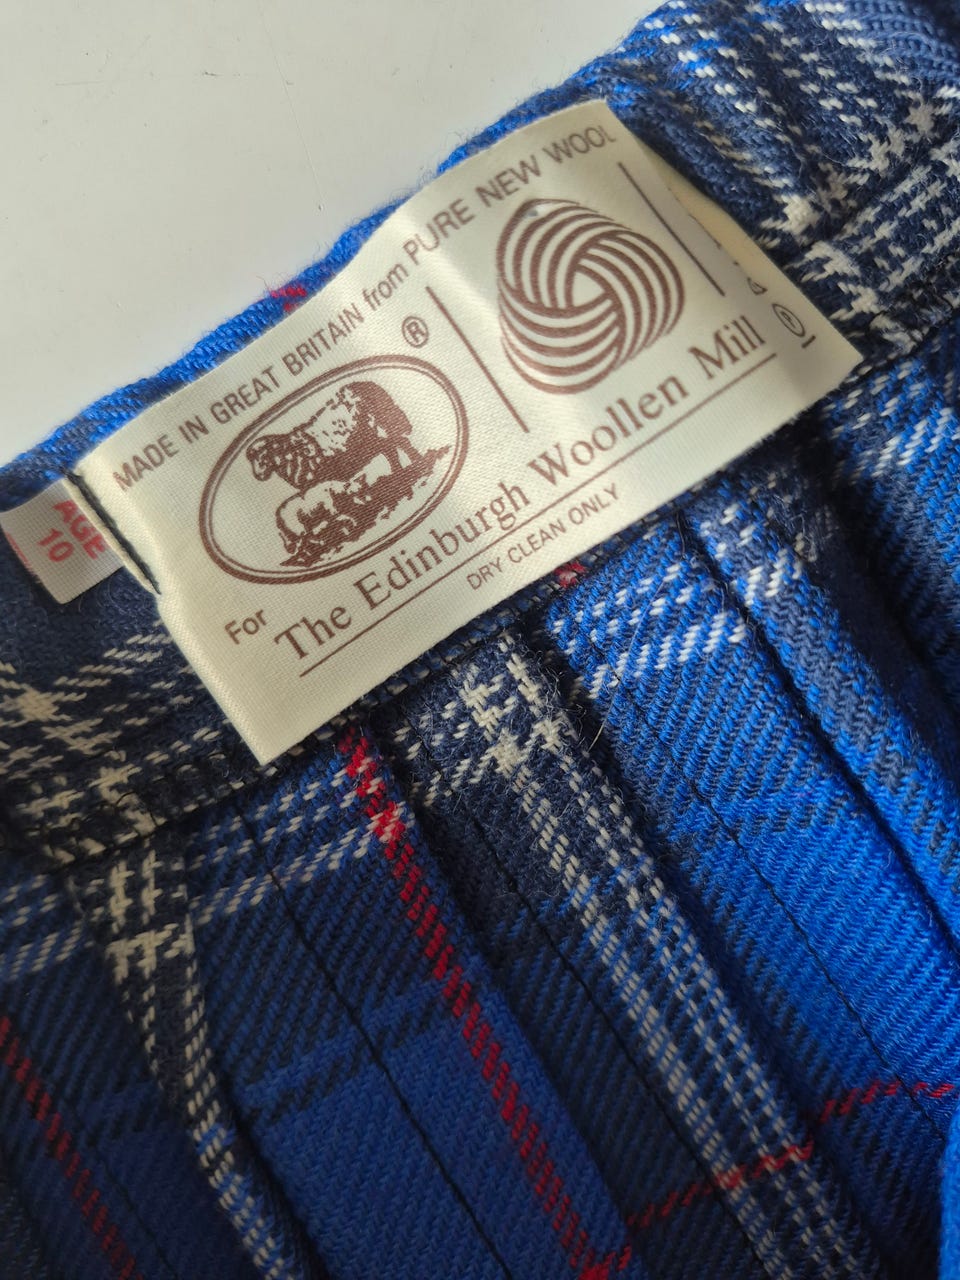 MADE IN GREAT BRITAIN from PURE NEW WOOL
®
P
For The Edinburgh Woollen Mill
DRY CLEAN ONLY
AGE
10